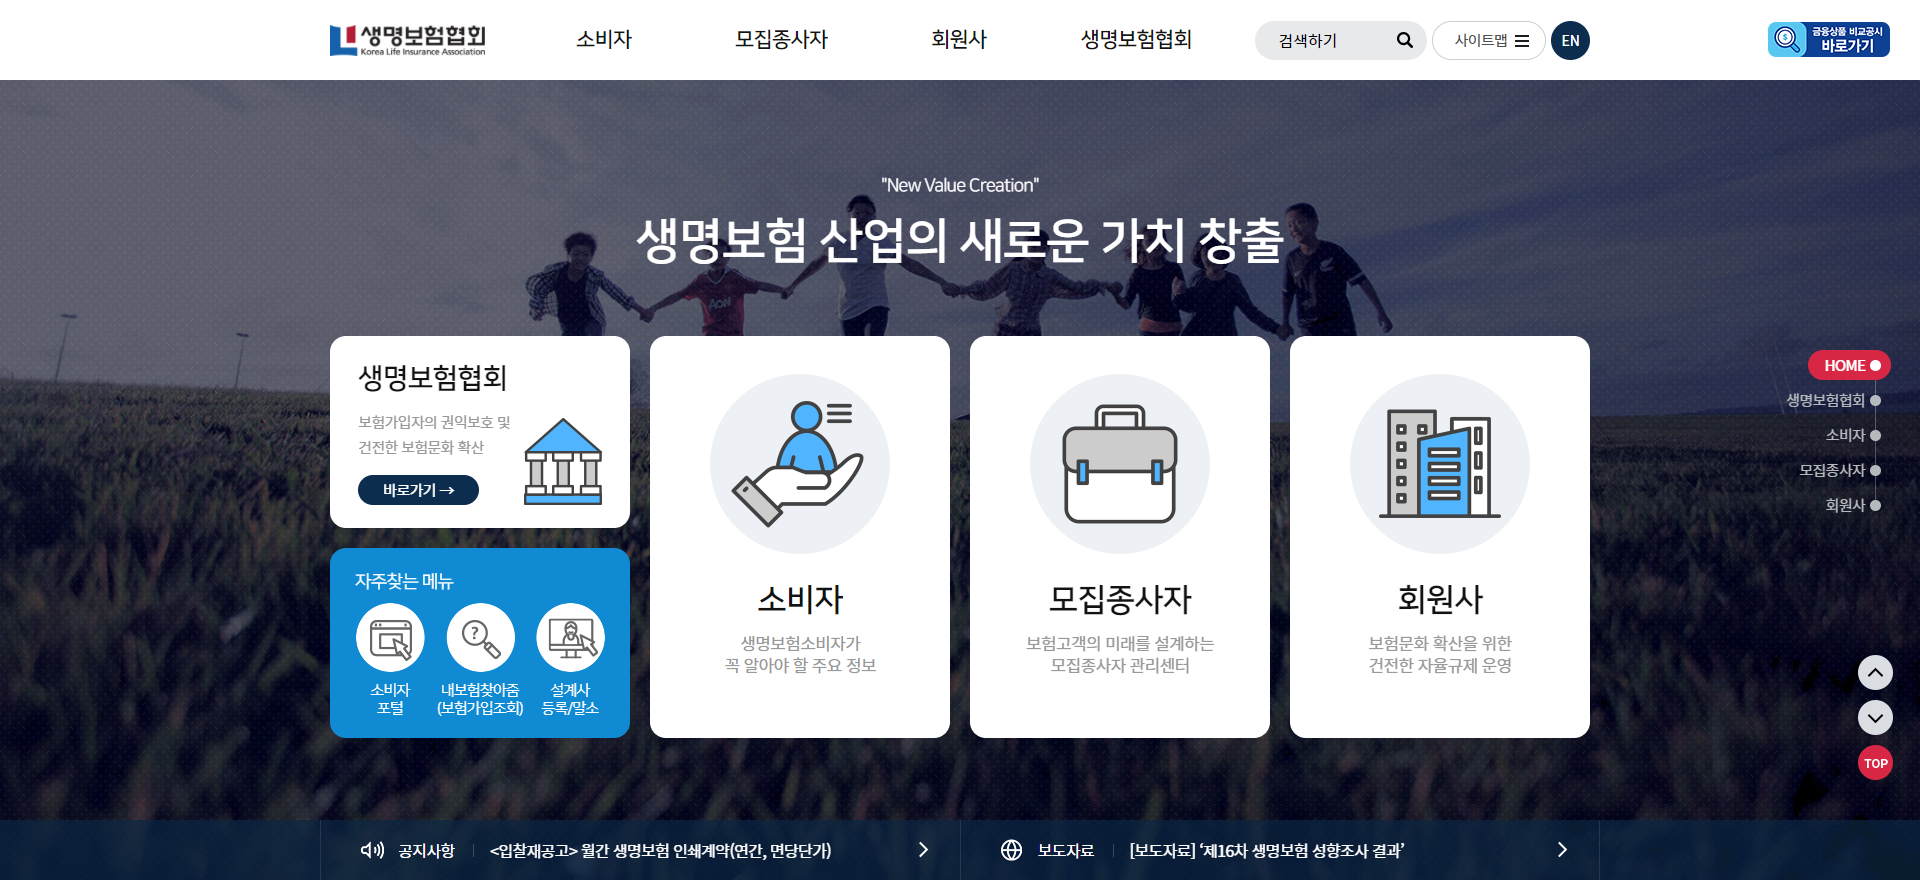 생명보험협회
Korea Life Insurance Association
소비자
모집종사자
회원사
생명보험협회
검색하기
사이트맵
EN
금융상품 비교공시
바로가기
"New Value Creation"
생명보험 산업의 새로운 가치 창출
AON
생명보험협회
보험가입자의 권익보호 및
건전한 보험문화 확산
바로가기 →
자주찾는 메뉴
소비자
포털
내보험찾아줌
(보험가입조회)
설계사
등록/말소
소비자
생명보험소비자가
꼭 알아야 할 주요 정보
모집종사자
보험고객의 미래를 설계하는
모집종사자 관리센터
회원사
보험문화 확산을 위한
건전한 자율규제 운영
HOME
생명보험협회
소비자
모집종사자
회원사
TOP
공지사항
<입찰재공고> 월간 생명보험 인쇄계약(연간, 면당단가)
보도자료
[보도자료] ‘제16차 생명보험 성향조사 결과’